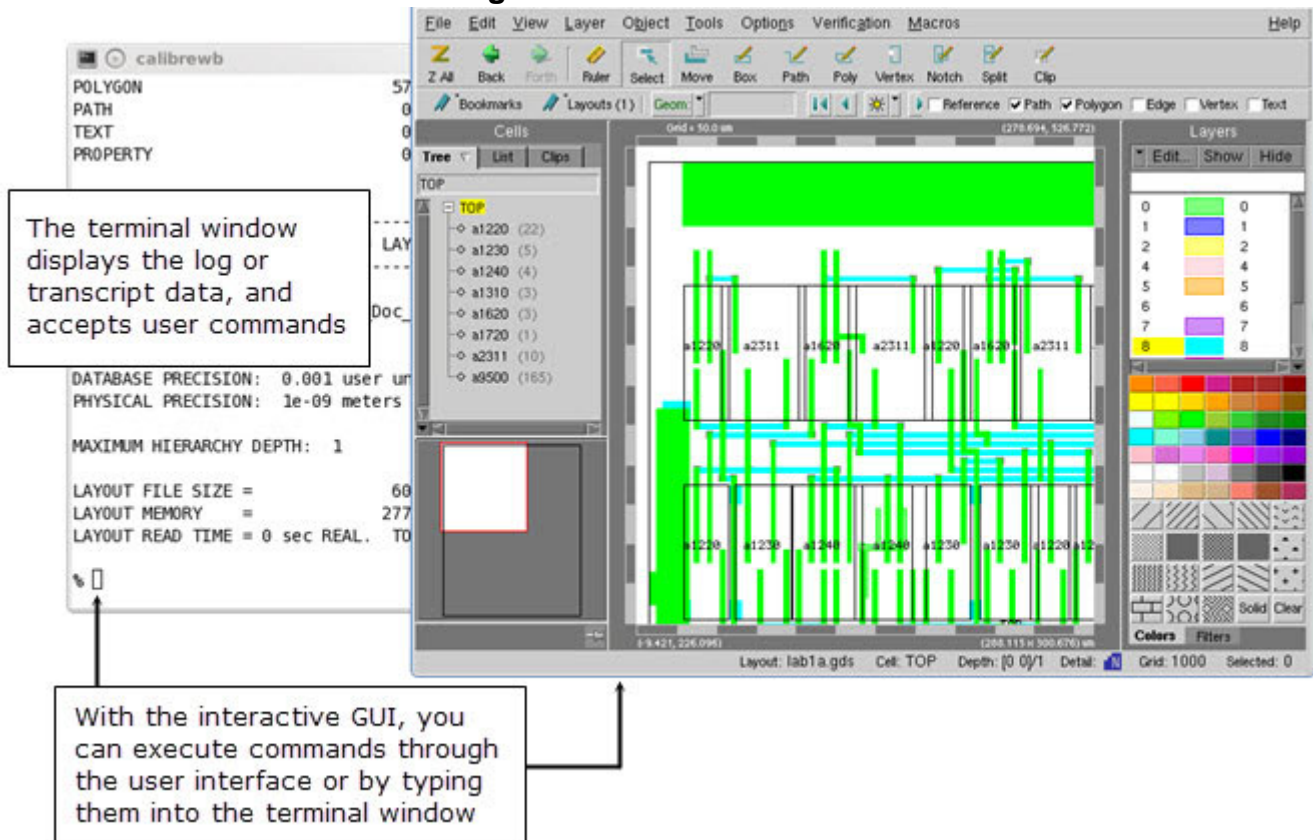 File Edit View Layer Object Tools Options Verification Macros Help
calibrewb
Z All Back Forth Ruler Select Move Box Path Poly Vertex Notch Split Clip
POLYGON 57
PATH 0
TEXT 0
PROPERTY 0
Bookmarks Layouts (1) Geom: Reference Path Polygon Edge Vertex Text
Cells
Grid = 50.0 um (278.694, 526.772)
Layers
Tree List Clips
Edit... Show Hide
TOP
TOP
a1220 (22)
a1230 (5)
a1240 (4)
a1310 (3)
a1620 (3)
a1720 (1)
a2311 (10)
a9500 (165)
0 0
1 1
2 2
4 4
5 5
6 6
7 7
8 8
The terminal window
displays the log or
transcript data, and
accepts user commands
LAY
Doc_
a1220 a2311 a1620 a2311 a1220 a1620 a2311
DATABASE PRECISION: 0.001 user un
PHYSICAL PRECISION: 1e-09 meters
MAXIMUM HIERARCHY DEPTH: 1
LAYOUT FILE SIZE = 60
LAYOUT MEMORY = 277
LAYOUT READ TIME = 0 sec REAL. TO
%
a1220 a1230 a1240 a1240 a1230 a1230 a1220 a12
Solid Clear
Colors Filters
(-9.421, 226.096) (288.115 x 300.676) um
Layout: lab1a.gds Cell: TOP Depth: [0 0]/1 Detail: N Grid: 1000 Selected: 0
With the interactive GUI, you
can execute commands through
the user interface or by typing
them into the terminal window